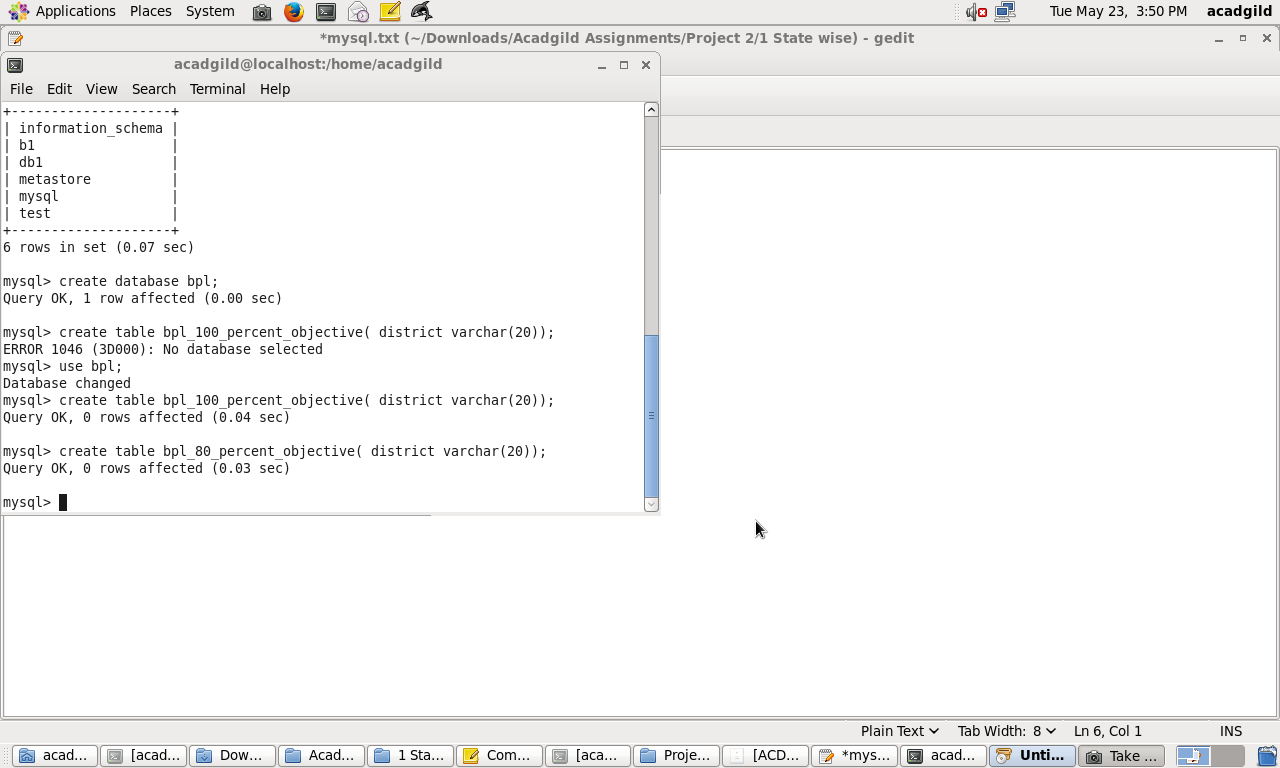 Applications Places System Tue May 23, 3:50 PM acadgild
*mysql.txt (~/Downloads/Acadgild Assignments/Project 2/1 State wise) - gedit
acadgild@localhost:/home/acadgild
File Edit View Search Terminal Help
+--------------------+
| information_schema |
| b1 |
| db1 |
| metastore |
| mysql |
| test |
+--------------------+
6 rows in set (0.07 sec)
mysql> create database bpl;
Query OK, 1 row affected (0.00 sec)
mysql> create table bpl_100_percent_objective( district varchar(20));
ERROR 1046 (3D000): No database selected
mysql> use bpl;
Database changed
mysql> create table bpl_100_percent_objective( district varchar(20));
Query OK, 0 rows affected (0.04 sec)
mysql> create table bpl_80_percent_objective( district varchar(20));
Query OK, 0 rows affected (0.03 sec)
mysql>
Plain Text Tab Width: 8 Ln 6, Col 1 INS
acad... [acad... Dow... Acad... 1 Sta... Com... [aca... Proje... [ACD... *mys... acad... Unti... Take ...